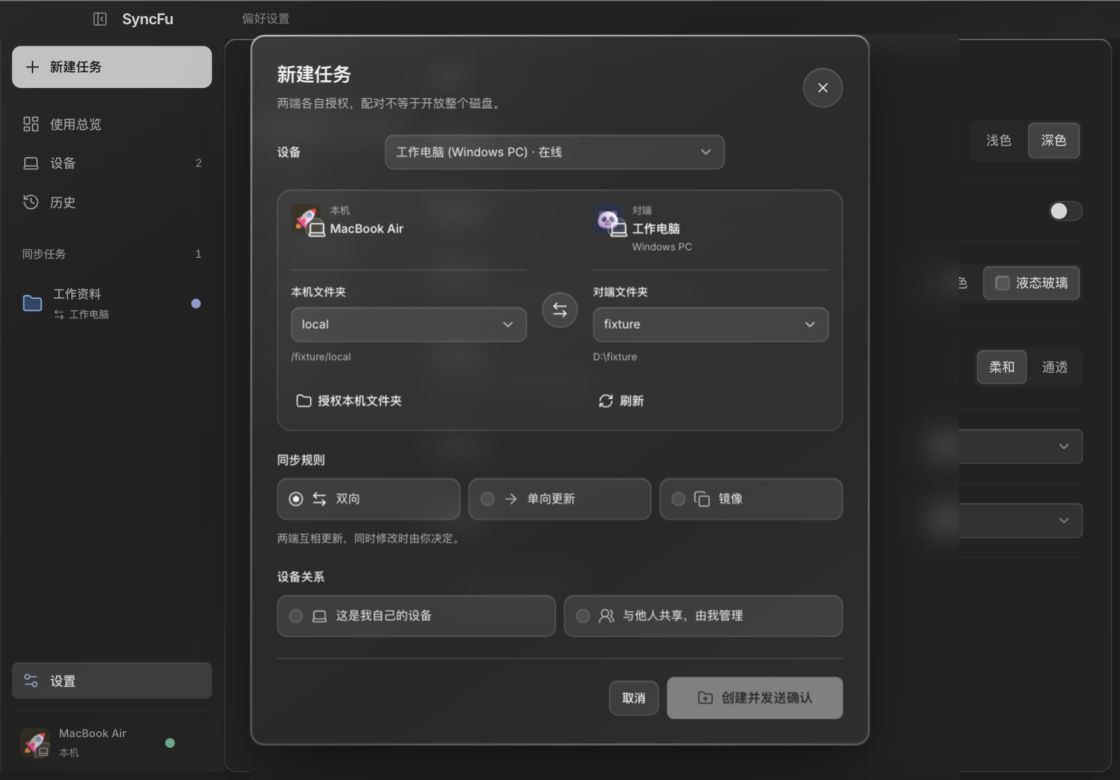 SyncFu
偏好设置
新建任务
使用总览
设备
2
历史
同步任务
1
工作资料
工作电脑
设置
MacBook Air
本机
新建任务
两端各自授权，配对不等于开放整个磁盘。
设备
工作电脑 (Windows PC) · 在线
本机
MacBook Air
对端
工作电脑
Windows PC
本机文件夹
local
/fixture/local
对端文件夹
fixture
D:\fixture
授权本机文件夹
刷新
同步规则
双向
单向更新
镜像
两端互相更新，同时修改时由你决定。
设备关系
这是我自己的设备
与他人共享，由我管理
取消
创建并发送确认
浅色
深色
色
液态玻璃
柔和
通透